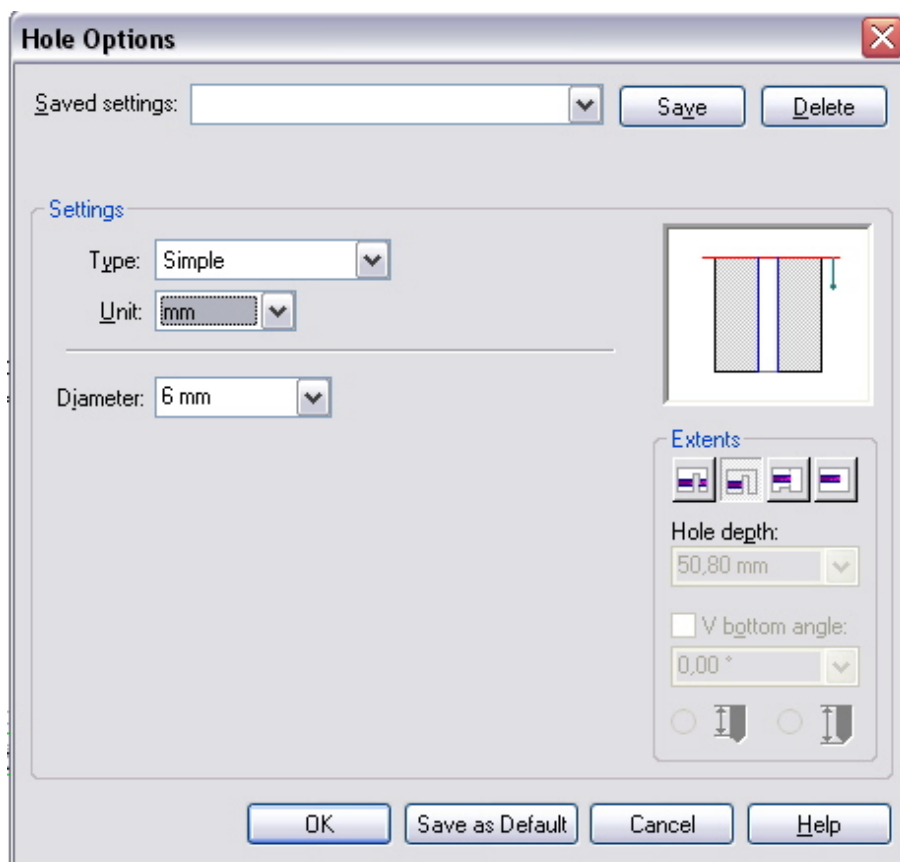 Hole Options
Saved settings: Save Delete
Settings
Type: Simple
Unit: mm
Diameter: 6 mm
Extents
Hole depth:
50,80 mm
V bottom angle:
0,00 °
OK Save as Default Cancel Help